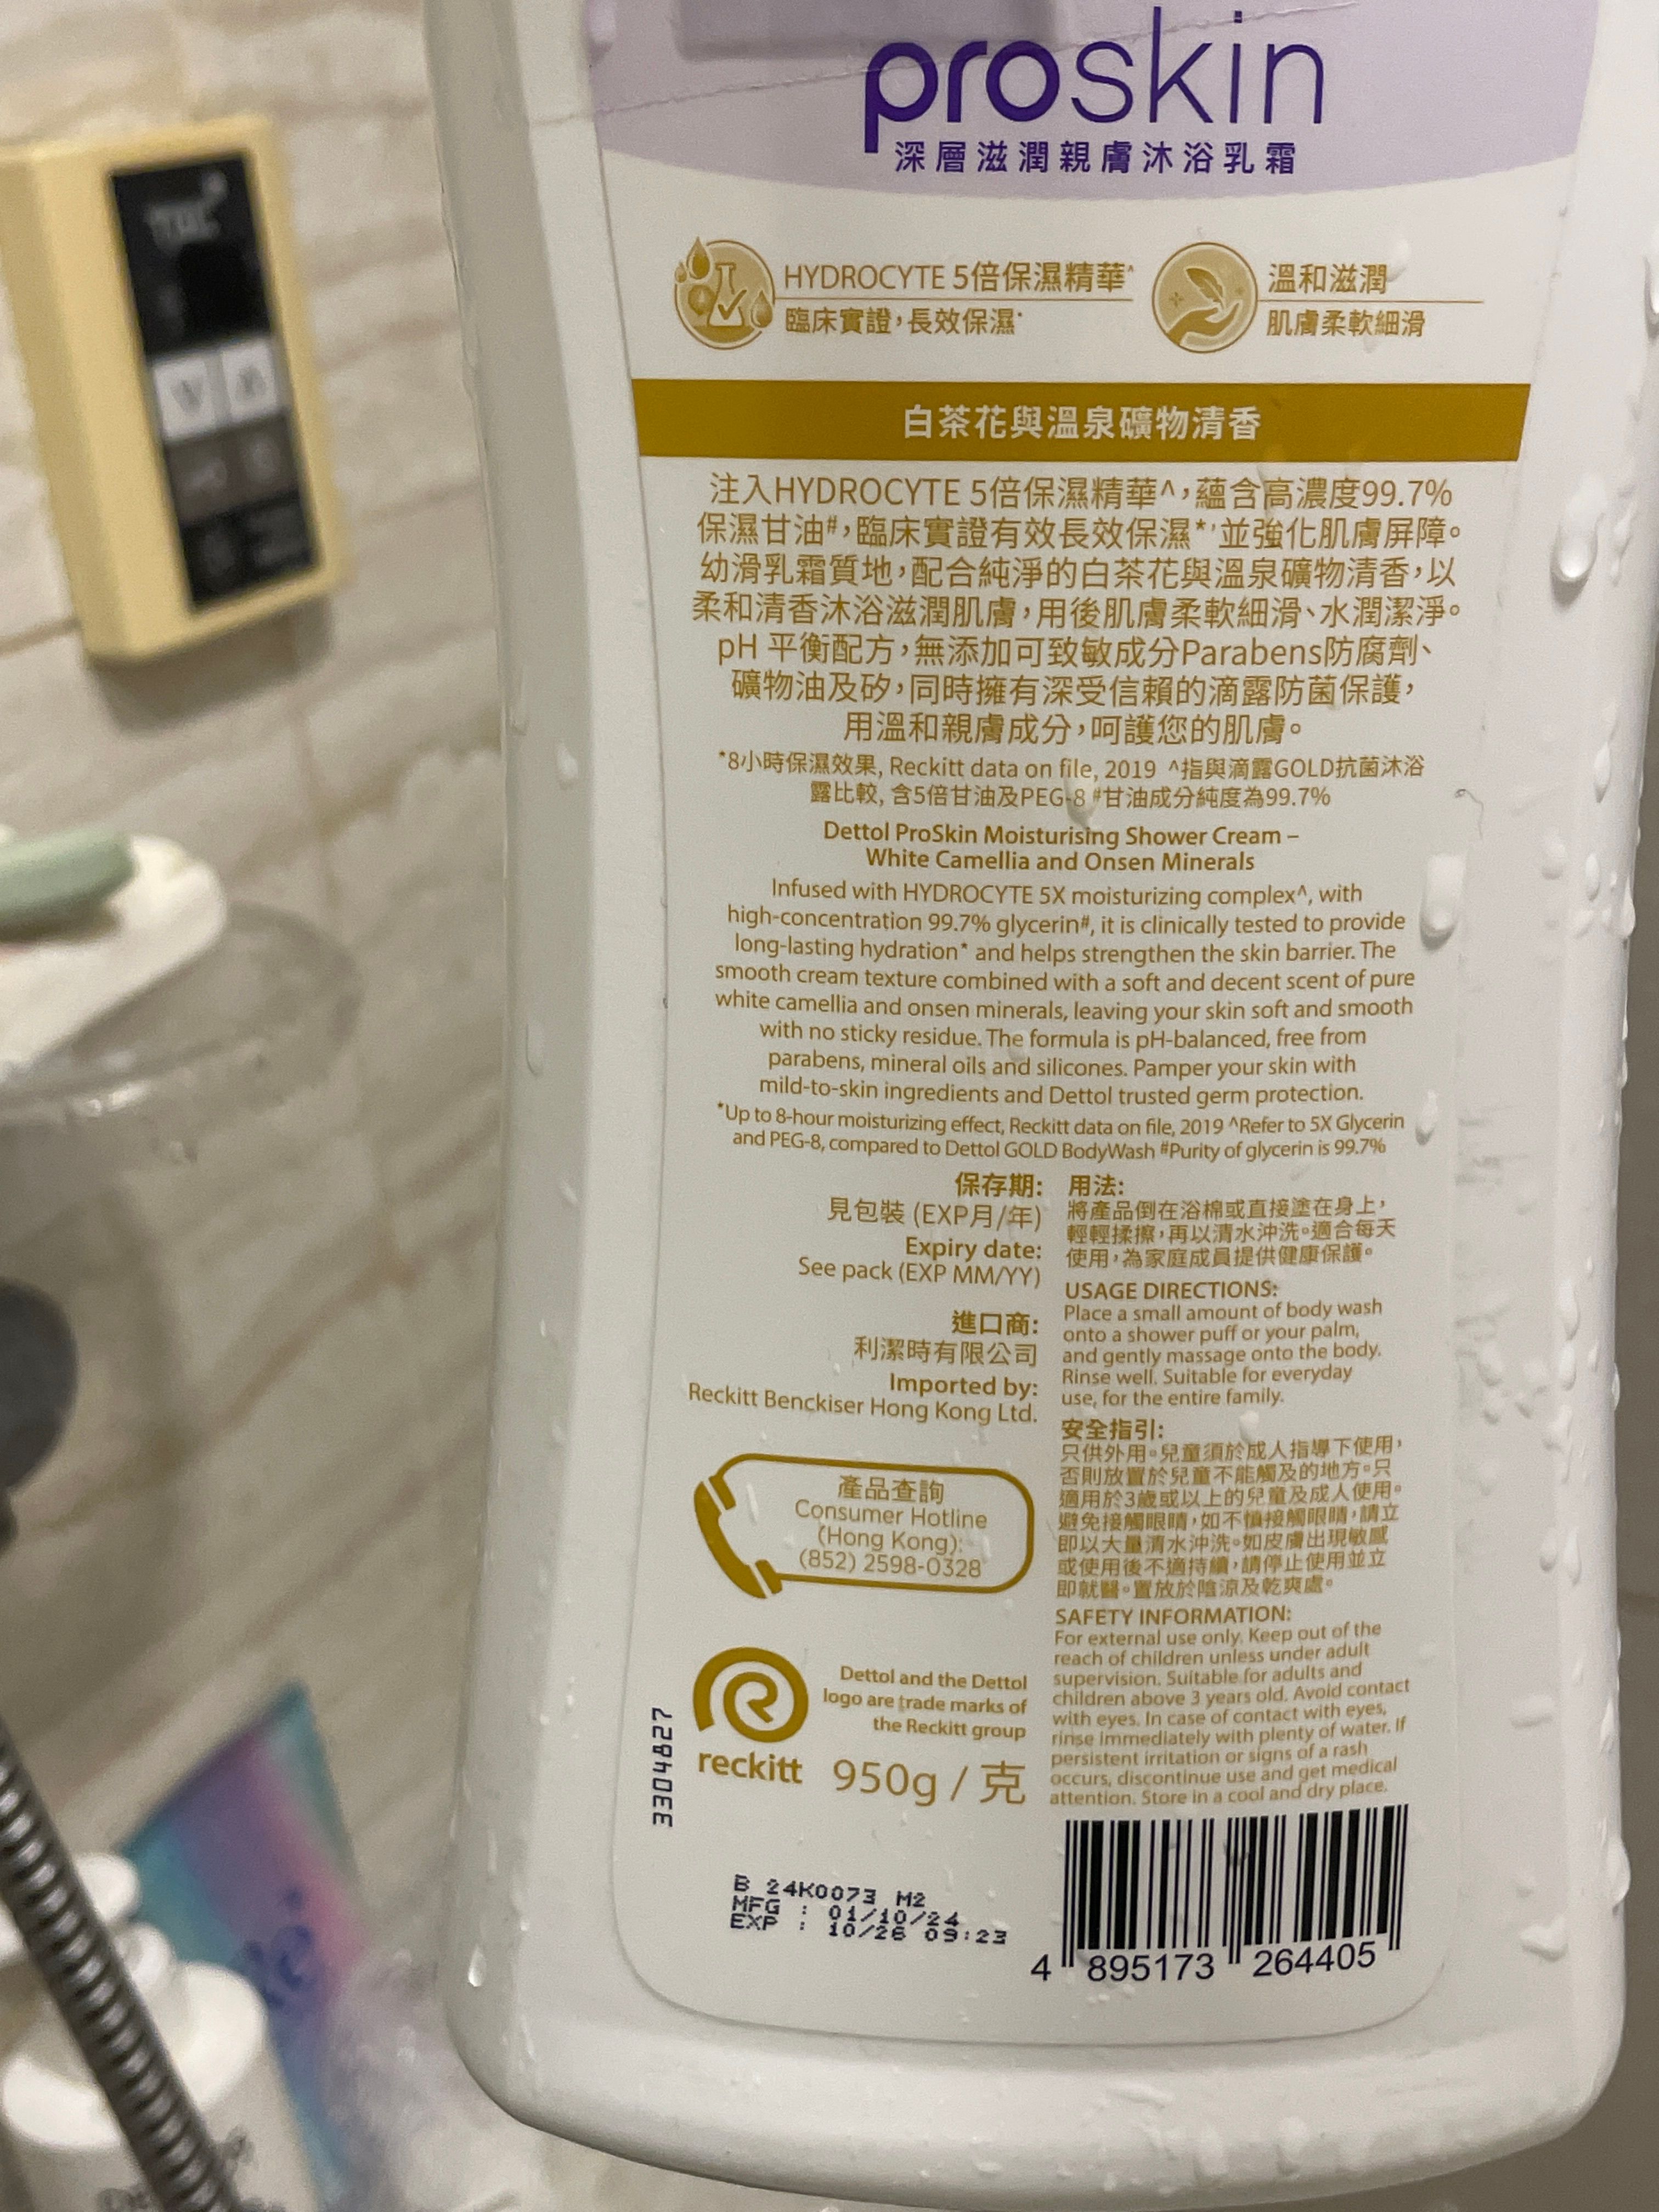 proskin
深層滋潤親膚沐浴乳霜
HYDROCYTE 5倍保濕精華^
臨床實證，長效保濕*
溫和滋潤
肌膚柔軟細滑
白茶花與溫泉礦物清香
注入HYDROCYTE 5倍保濕精華^，蘊含高濃度99.7%
保濕甘油#，臨床實證有效長效保濕*，並強化肌膚屏障。
幼滑乳霜質地，配合純淨的白茶花與溫泉礦物清香，以
柔和清香沐浴滋潤肌膚，用後肌膚柔軟細滑、水潤潔淨。
pH 平衡配方，無添加可致敏成分Parabens防腐劑、
礦物油及矽，同時擁有深受信賴的滴露防菌保護，
用溫和親膚成分，呵護您的肌膚。
*8小時保濕效果, Reckitt data on file, 2019 ^指與滴露GOLD抗菌沐浴
露比較, 含5倍甘油及PEG-8 #甘油成分純度為99.7%
Dettol ProSkin Moisturising Shower Cream –
White Camellia and Onsen Minerals
Infused with HYDROCYTE 5X moisturizing complex^, with
high-concentration 99.7% glycerin#, it is clinically tested to provide
long-lasting hydration* and helps strengthen the skin barrier. The
smooth cream texture combined with a soft and decent scent of pure
white camellia and onsen minerals, leaving your skin soft and smooth
with no sticky residue. The formula is pH-balanced, free from
parabens, mineral oils and silicones. Pamper your skin with
mild-to-skin ingredients and Dettol trusted germ protection.
*Up to 8-hour moisturizing effect, Reckitt data on file, 2019 ^Refer to 5X Glycerin
and PEG-8, compared to Dettol GOLD BodyWash #Purity of glycerin is 99.7%
保存期:
見包裝 (EXP月/年)
Expiry date:
See pack (EXP MM/YY)
進口商:
利潔時有限公司
Imported by:
Reckitt Benckiser Hong Kong Ltd.
產品查詢
Consumer Hotline
(Hong Kong):
(852) 2598-0328
用法:
將產品倒在浴棉或直接塗在身上，
輕輕揉擦，再以清水沖洗。適合每天
使用，為家庭成員提供健康保護。
USAGE DIRECTIONS:
Place a small amount of body wash
onto a shower puff or your palm,
and gently massage onto the body.
Rinse well. Suitable for everyday
use, for the entire family.
安全指引:
只供外用。兒童須於成人指導下使用，
否則放置於兒童不能觸及的地方。只
適用於3歲或以上的兒童及成人使用。
避免接觸眼睛，如不慎接觸眼睛，請立
即以大量清水沖洗。如皮膚出現敏感
或使用後不適持續，請停止使用並立
即就醫。置放於陰涼及乾爽處。
SAFETY INFORMATION:
For external use only. Keep out of the
reach of children unless under adult
supervision. Suitable for adults and
children above 3 years old. Avoid contact
with eyes. In case of contact with eyes,
rinse immediately with plenty of water. If
persistent irritation or signs of a rash
occurs, discontinue use and get medical
attention. Store in a cool and dry place.
reckitt
Dettol and the Dettol
logo are trade marks of
the Reckitt group
950g / 克
3304827
B 24K0073 M2
MFG : 01/10/24
EXP : 10/26 09:23
4 895173 264405